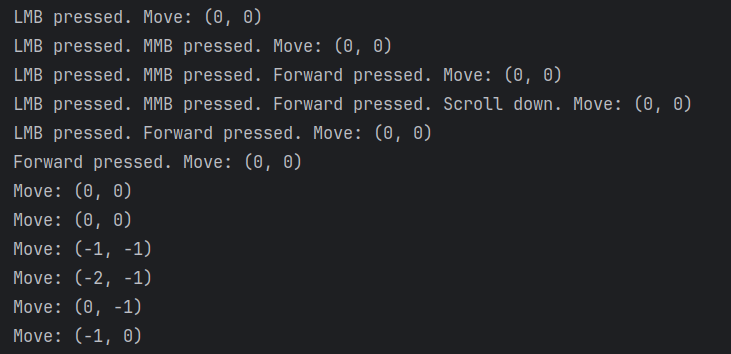 LMB pressed. Move: (0, 0)
LMB pressed. MMB pressed. Move: (0, 0)
LMB pressed. MMB pressed. Forward pressed. Move: (0, 0)
LMB pressed. MMB pressed. Forward pressed. Scroll down. Move: (0, 0)
LMB pressed. Forward pressed. Move: (0, 0)
Forward pressed. Move: (0, 0)
Move: (0, 0)
Move: (0, 0)
Move: (-1, -1)
Move: (-2, -1)
Move: (0, -1)
Move: (-1, 0)